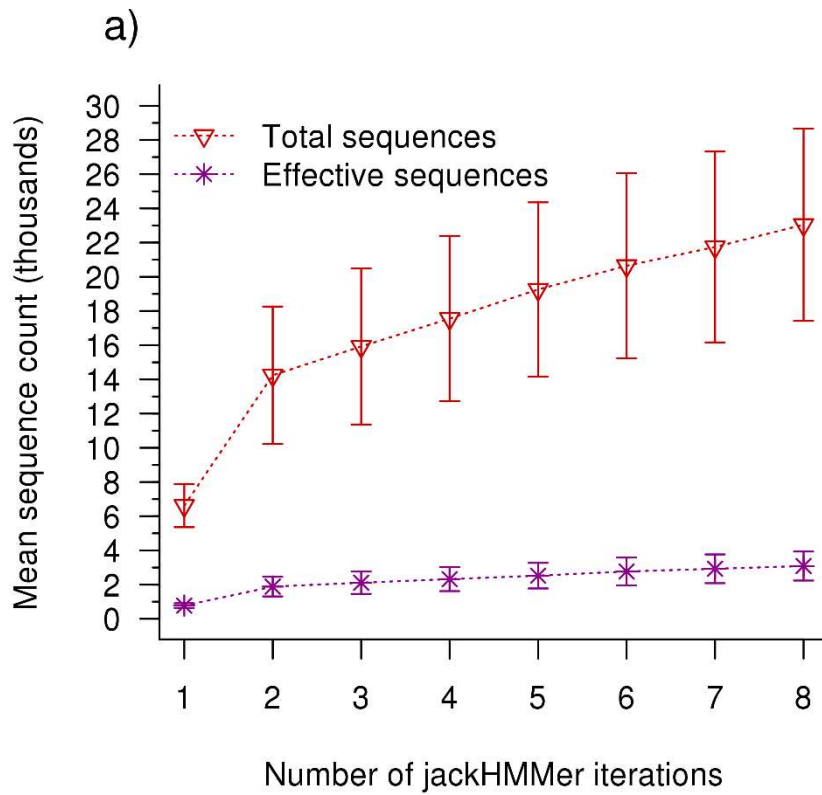 a)
Mean sequence count (thousands)
30
28
26
24
22
20
18
16
14
12
10
8
6
4
2
0
Total sequences
Effective sequences
1 2 3 4 5 6 7 8
Number of jackHMMer iterations